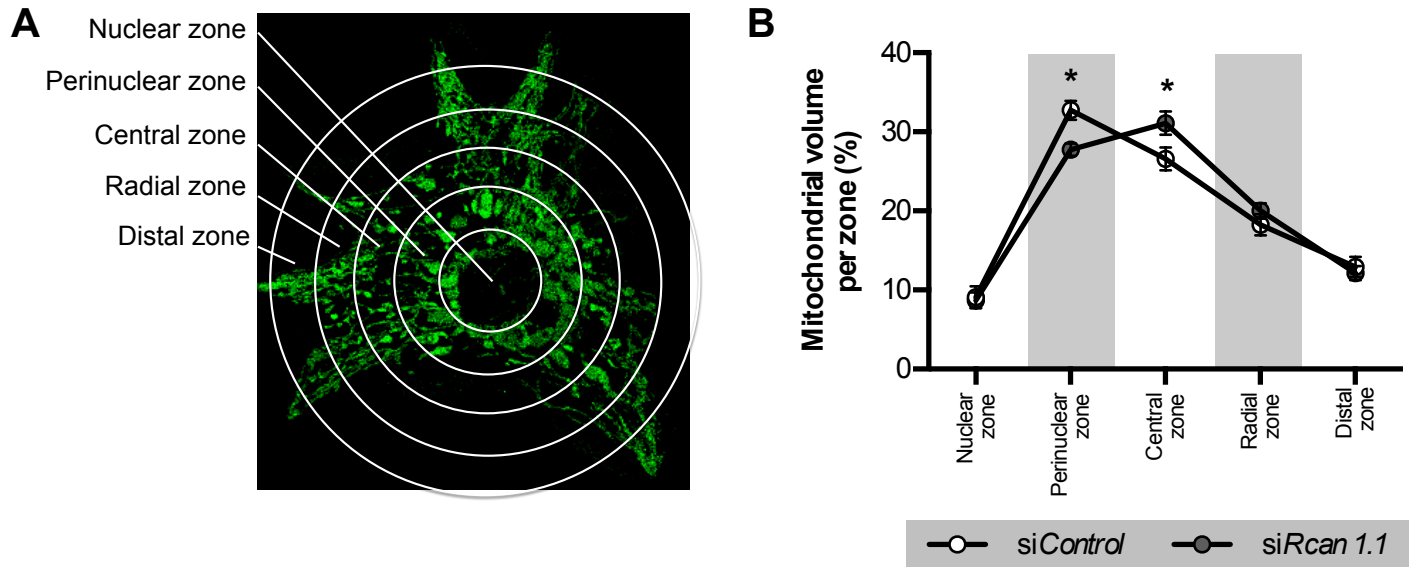 A
Nuclear zone
Perinuclear zone
Central zone
Radial zone
Distal zone
B
Mitochondrial volume
per zone (%)
40
30
20
10
0
*
*
Nuclear
zone
Perinuclear
zone
Central
zone
Radial
zone
Distal
zone
siControl
siRcan 1.1